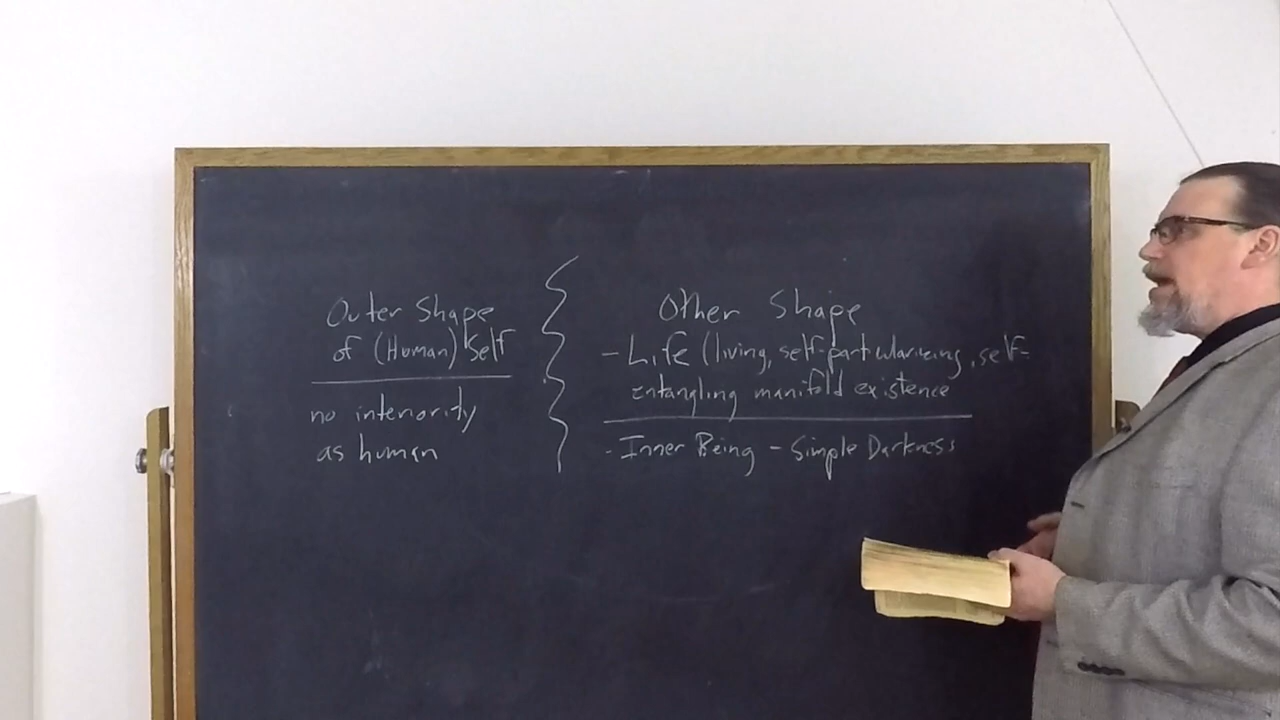 Outer Shape
of (Human) Self
no interiority
as human
Other Shape
- Life (living, self-particularizing, self-
entangling manifold existence
- Inner Being - Simple Darkness